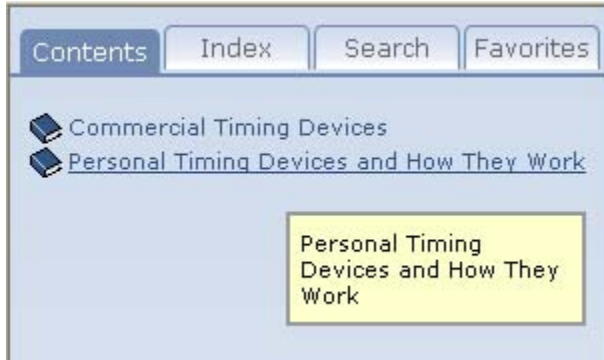 Contents Index Search Favorites
Commercial Timing Devices
Personal Timing Devices and How They Work
Personal Timing
Devices and How They
Work